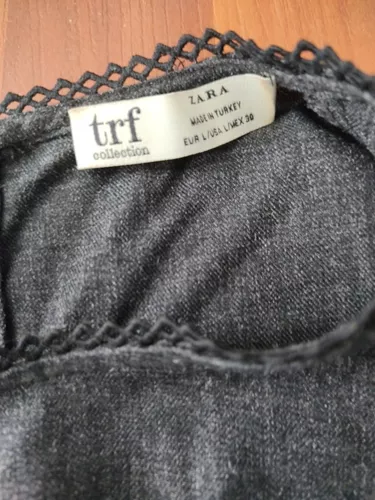 trf
collection
ZARA
MADE IN TURKEY
EUR L/USA L/MEX 30